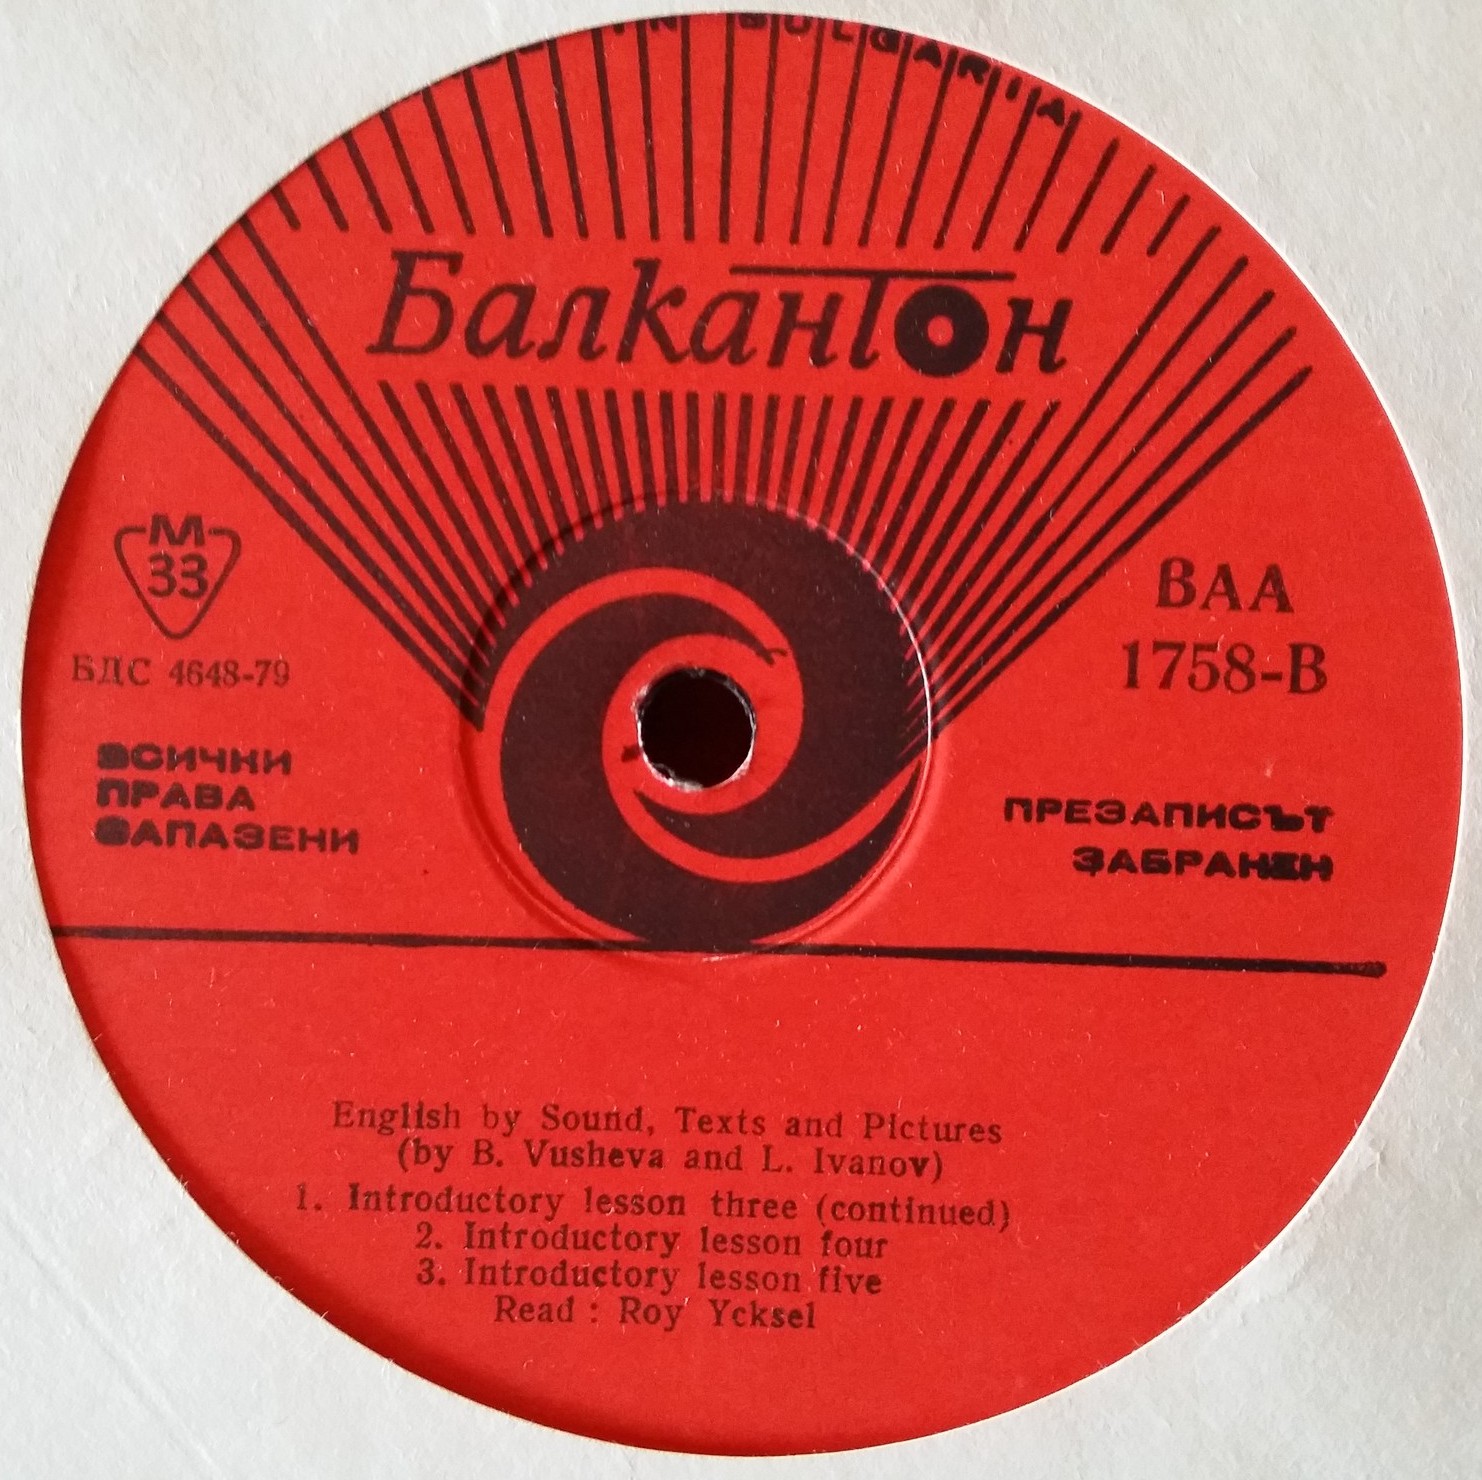 IN BULGARIA
БалканТон
М
33
БДС 4648-79
ВСИЧКИ
ПРАВА
ЗАПАЗЕНИ
ВАА
1758-В
ПРЕЗАПИСЪТ
ЗАБРАНЕН
English by Sound, Texts and Pictures
(by B. Vusheva and L. Ivanov)
1. Introductory lesson three (continued)
2. Introductory lesson four
3. Introductory lesson five
Read : Roy Ycksel